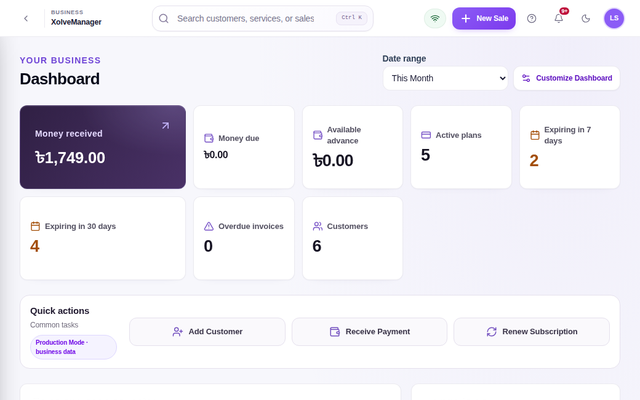 BUSINESS
XolveManager
Search customers, services, or sales
Ctrl K
New Sale
9+
LS
YOUR BUSINESS
Dashboard
Date range
This Month
Customize Dashboard
Money received
৳1,749.00
Money due
৳0.00
Available
advance
৳0.00
Active plans
5
Expiring in 7
days
2
Expiring in 30 days
4
Overdue invoices
0
Customers
6
Quick actions
Common tasks
Production Mode ·
business data
Add Customer
Receive Payment
Renew Subscription